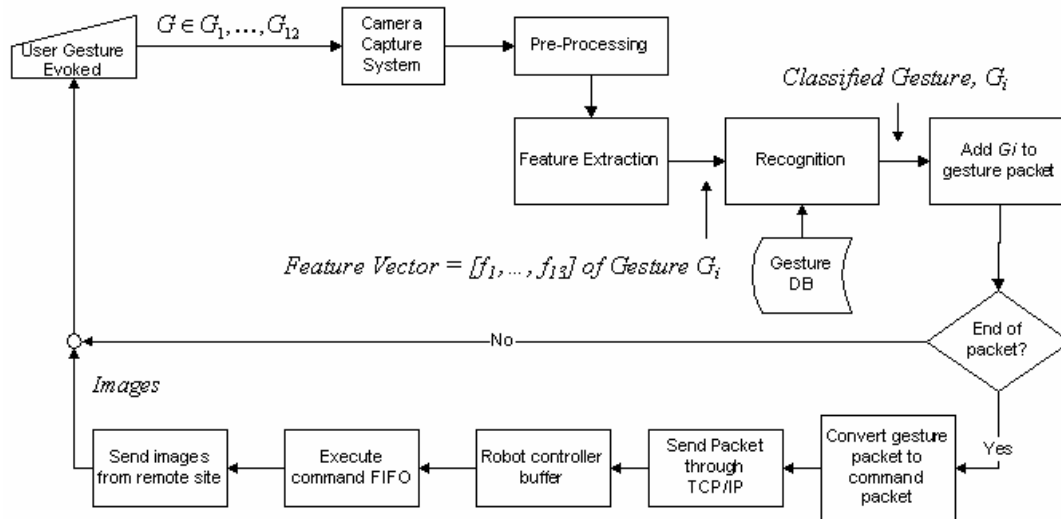 User Gesture
Evoked
G ∈ G₁,...,G₁₂
Camera
Capture
System
Pre-Processing
Feature Extraction
Recognition
Classified Gesture, Gᵢ
Add Gi to
gesture packet
Feature Vector = [f₁, ..., f₁₃] of Gesture Gᵢ
Gesture
DB
End of
packet?
No
Yes
Images
Convert gesture
packet to
command
packet
Send Packet
through
TCP/IP
Robot controller
buffer
Execute
command FIFO
Send images
from remote site